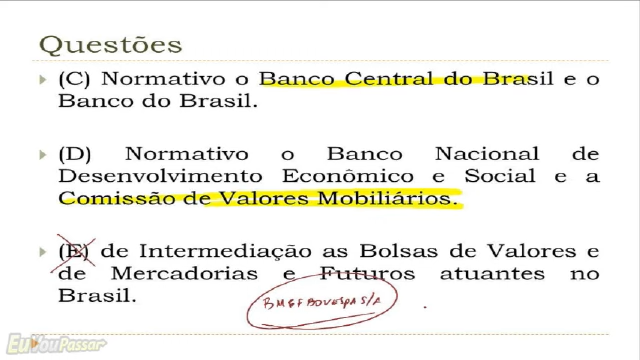 Questões
(C) Normativo o Banco Central do Brasil e o
Banco do Brasil.
(D) Normativo o Banco Nacional de
Desenvolvimento Econômico e Social e a
Comissão de Valores Mobiliários.
(E) de Intermediação as Bolsas de Valores e
de Mercadorias e Futuros atuantes no
Brasil.
BM&FBOVESPA S/A
EuVouPassar